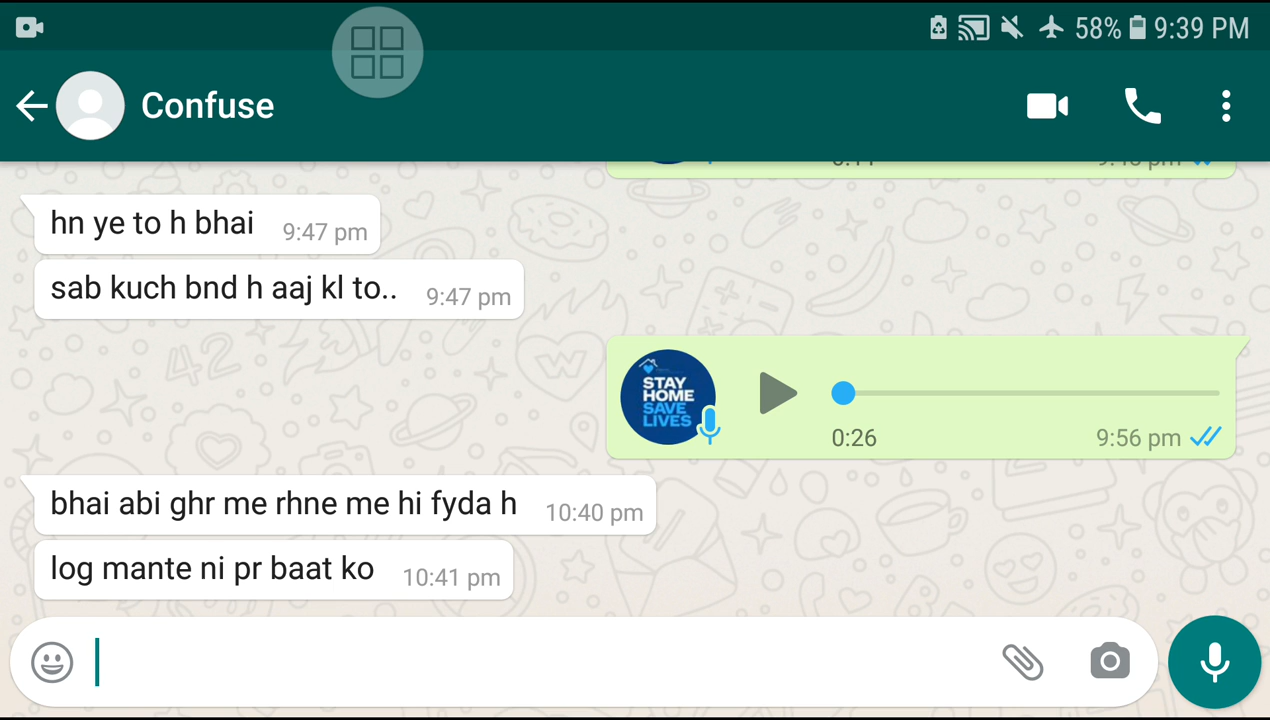 58% 9:39 PM
Confuse
hn ye to h bhai 9:47 pm
sab kuch bnd h aaj kl to.. 9:47 pm
STAY
HOME
SAVE
LIVES
0:26 9:56 pm
bhai abi ghr me rhne me hi fyda h 10:40 pm
log mante ni pr baat ko 10:41 pm